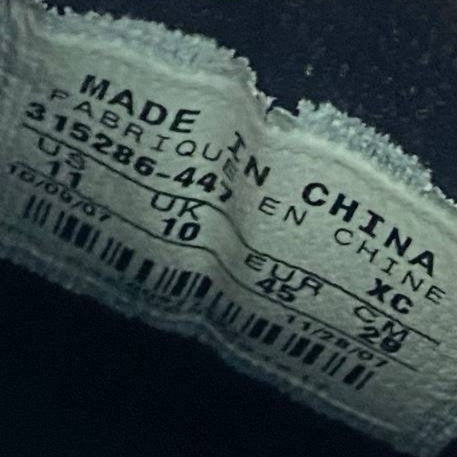 MADE IN CHINA
FABRIQUE EN CHINE
315286-447 XC
US UK EUR CM
11 10 45 29
10/09/07 11/28/07